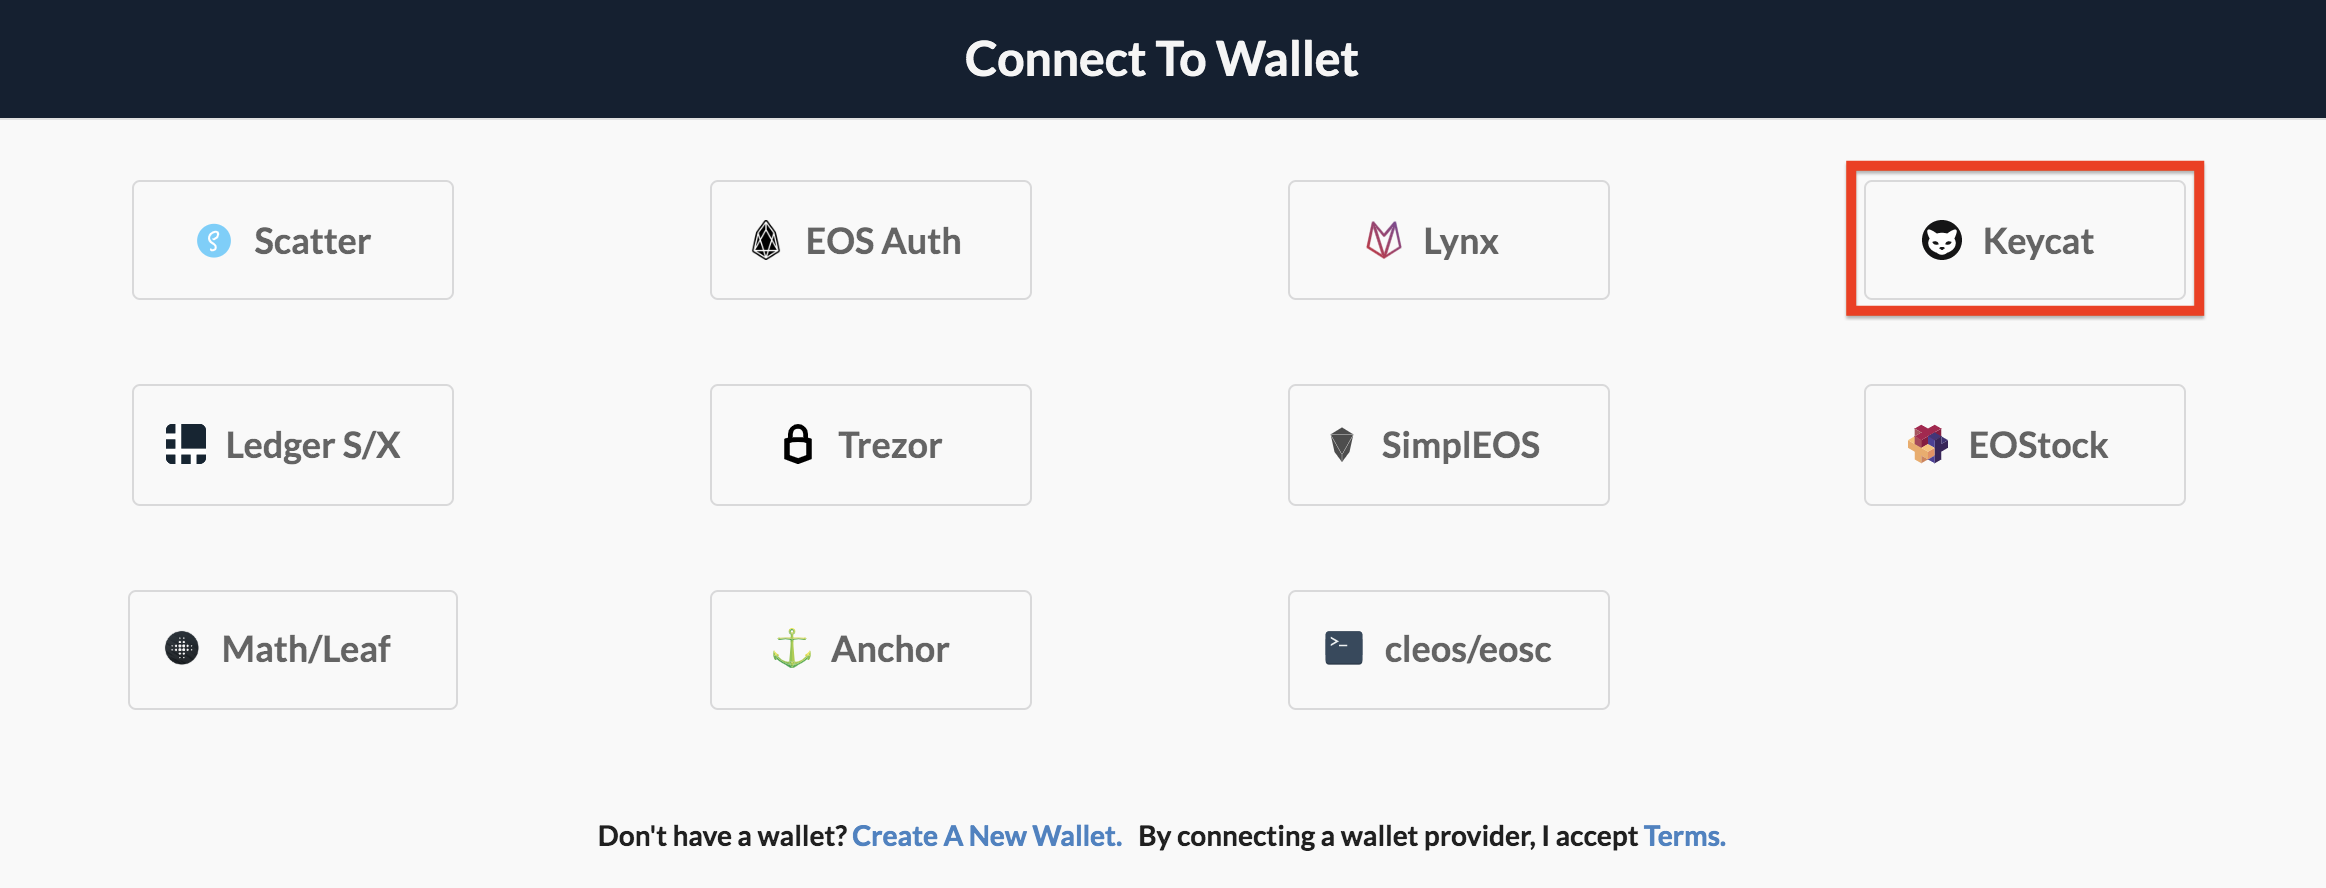 Connect To Wallet
Scatter
EOS Auth
Lynx
Keycat
Ledger S/X
Trezor
SimplEOS
EOStock
Math/Leaf
Anchor
>_ cleos/eosc
Don't have a wallet? Create A New Wallet. By connecting a wallet provider, I accept Terms.